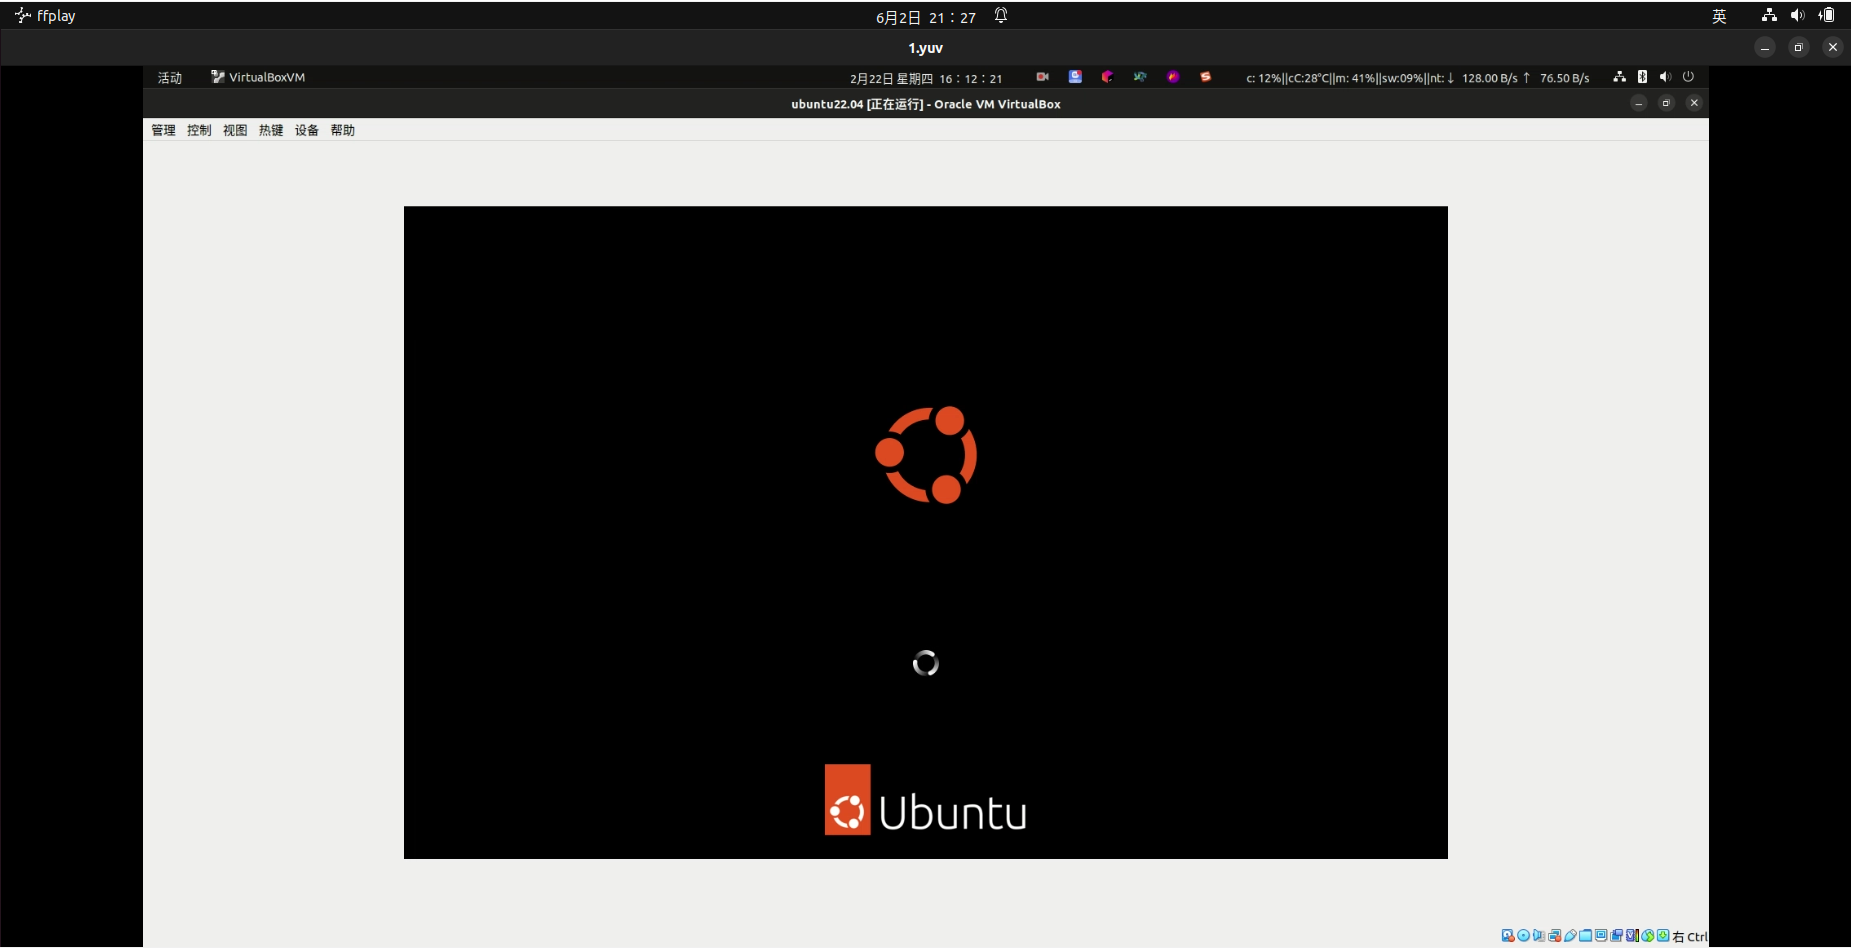 ffplay 6月2日 21：27 英
1.yuv
活动 VirtualBoxVM 2月22日 星期四 16：12：21 c: 12%||cC:28°C||m: 41%||sw:09%||nt:↓ 128.00 B/s ↑ 76.50 B/s
ubuntu22.04 [正在运行] - Oracle VM VirtualBox
管理 控制 视图 热键 设备 帮助
Ubuntu
右 Ctrl